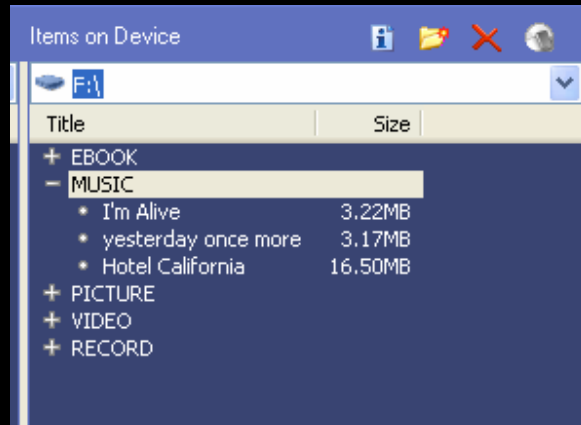 Items on Device
F:\
Title Size
EBOOK
MUSIC
I'm Alive 3.22MB
yesterday once more 3.17MB
Hotel California 16.50MB
PICTURE
VIDEO
RECORD